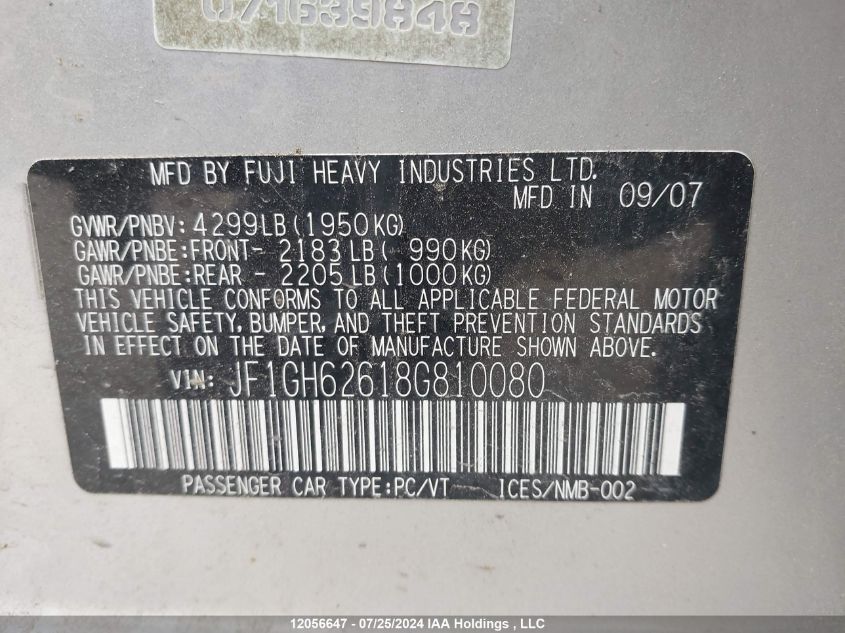 MFD BY FUJI HEAVY INDUSTRIES LTD.
MFD IN 09/07
GVWR/PNBV: 4299LB(1950KG)
GAWR/PNBE:FRONT- 2183LB( 990KG)
GAWR/PNBE:REAR - 2205LB(1000KG)
THIS VEHICLE CONFORMS TO ALL APPLICABLE FEDERAL MOTOR
VEHICLE SAFETY, BUMPER, AND THEFT PREVENTION STANDARDS
IN EFFECT ON THE DATE OF MANUFACTURE SHOWN ABOVE.
VIN: JF1GH62618G810080
PASSENGER CAR TYPE:PC/VT ICES/NMB-002
12056647 - 07/25/2024 IAA Holdings , LLC